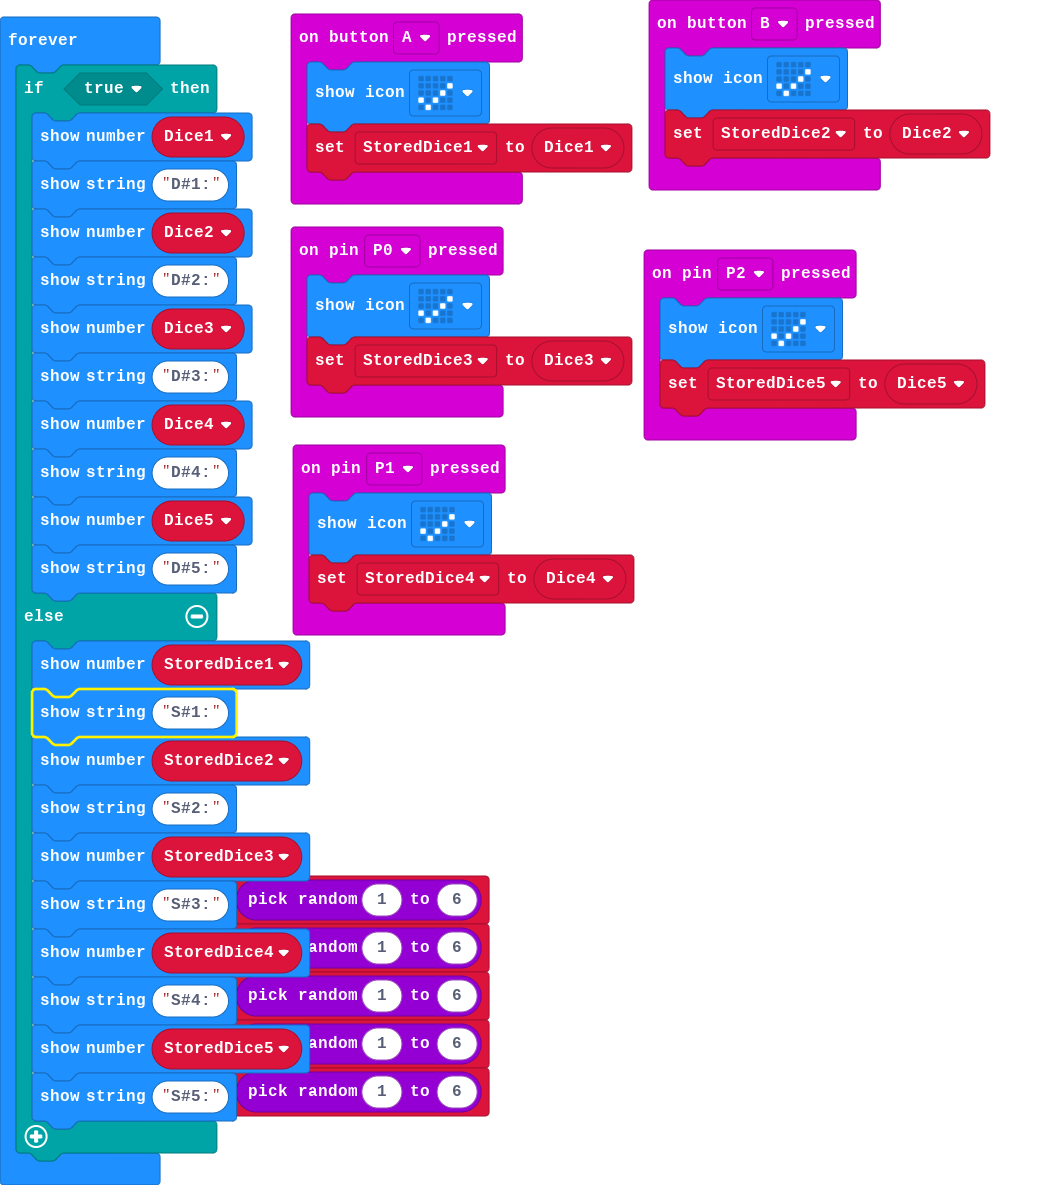 forever
if true then
show number Dice1
show string "D#1:"
show number Dice2
show string "D#2:"
show number Dice3
show string "D#3:"
show number Dice4
show string "D#4:"
show number Dice5
show string "D#5:"
else
show number StoredDice1
show string "S#1:"
show number StoredDice2
show string "S#2:"
show number StoredDice3
show string "S#3:"
show number StoredDice4
show string "S#4:"
show number StoredDice5
show string "S#5:"
pick random 1 to 6
andom 1 to 6
pick random 1 to 6
andom 1 to 6
pick random 1 to 6
on button A pressed
show icon
set StoredDice1 to Dice1
on pin P0 pressed
show icon
set StoredDice3 to Dice3
on pin P1 pressed
show icon
set StoredDice4 to Dice4
on button B pressed
show icon
set StoredDice2 to Dice2
on pin P2 pressed
show icon
set StoredDice5 to Dice5